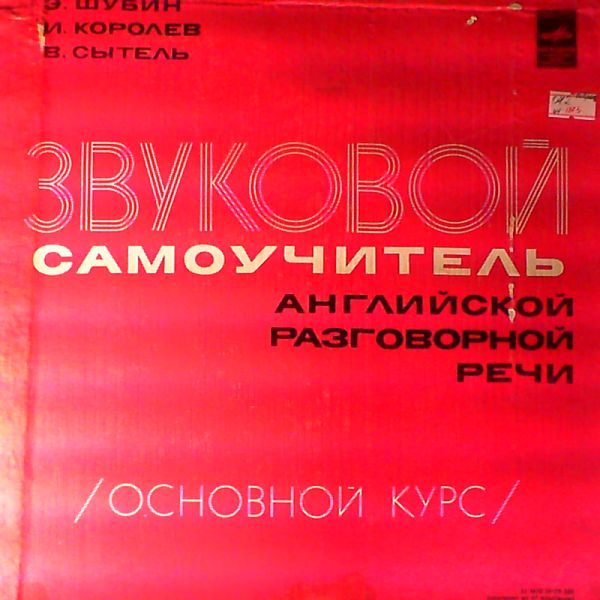 Э. ШУБИН
И. КОРОЛЕВ
В. СЫТЕЛЬ
ЗВУКОВОЙ
САМОУЧИТЕЛЬ
АНГЛИЙСКОЙ
РАЗГОВОРНОЙ
РЕЧИ
/ОСНОВНОЙ КУРС/